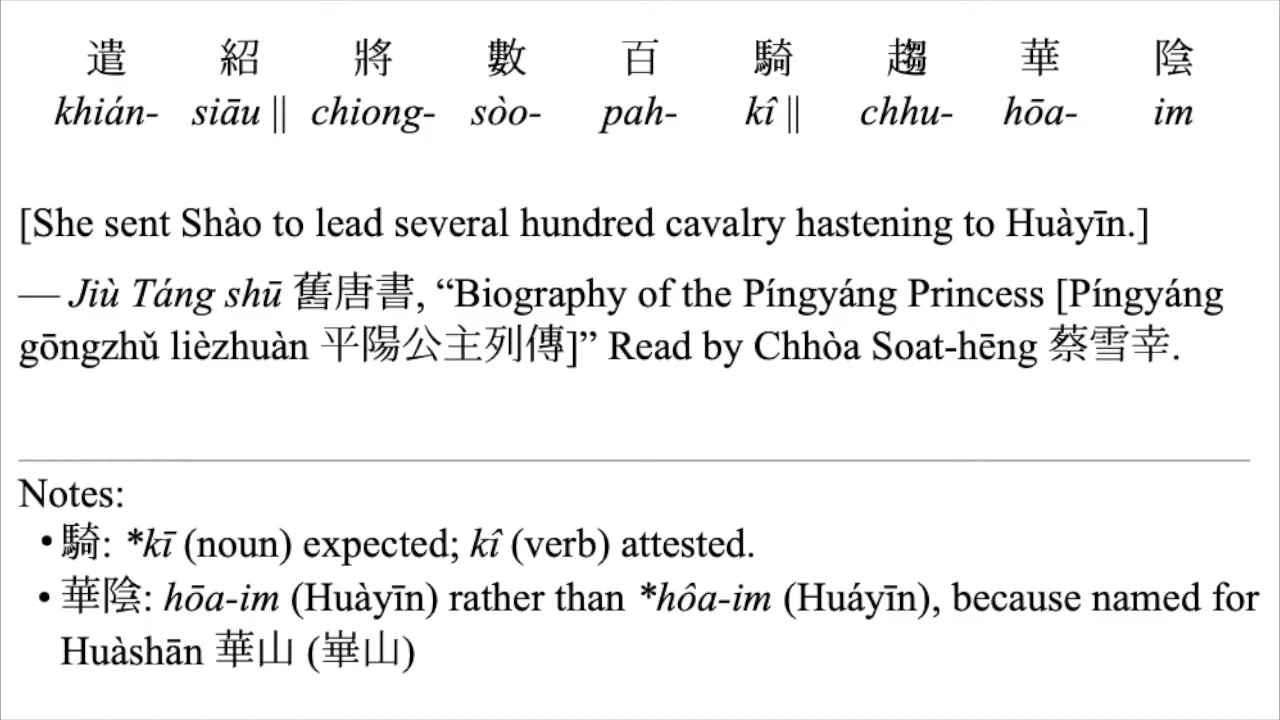 遣 紹 將 數 百 騎 趨 華 陰
khián- siāu || chiong- sòo- pah- kî || chhu- hōa- im
[She sent Shào to lead several hundred cavalry hastening to Huàyīn.]
— Jiù Táng shū 舊唐書, “Biography of the Píngyáng Princess [Píngyáng
gōngzhǔ lièzhuàn 平陽公主列傳]” Read by Chhòa Soat-hēng 蔡雪幸.
Notes:
• 騎: *kī (noun) expected; kî (verb) attested.
• 華陰: hōa-im (Huàyīn) rather than *hôa-im (Huáyīn), because named for
Huàshān 華山 (崋山)